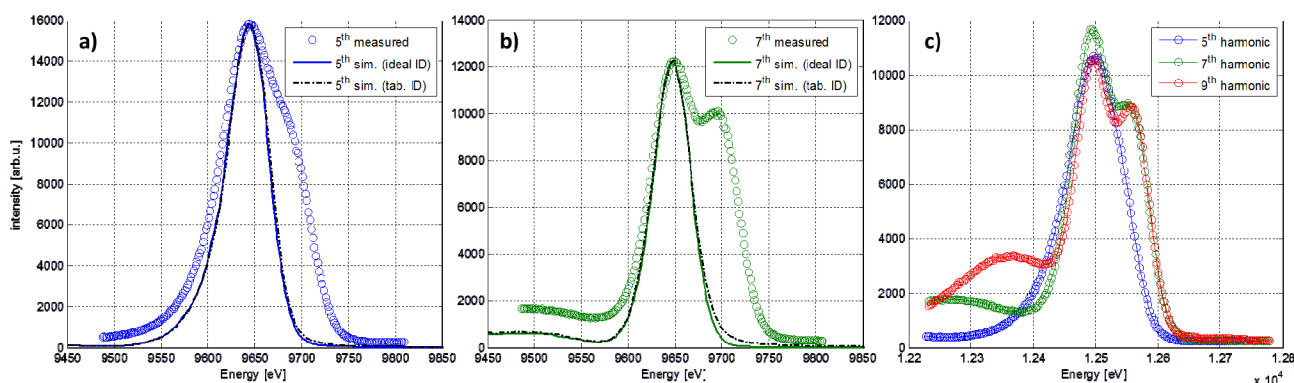 a)
intensity [arb.u.]
16000
14000
12000
10000
8000
6000
4000
2000
0
9450 9500 9550 9600 9650 9700 9750 9800 9850
Energy [eV]
5th measured
5th sim. (ideal ID)
5th sim. (tab. ID)
b)
14000
12000
10000
8000
6000
4000
2000
0
9450 9500 9550 9600 9650 9700 9750 9800 9850
Energy [eV]
7th measured
7th sim. (ideal ID)
7th sim. (tab. ID)
c)
12000
10000
8000
6000
4000
2000
0
1.22 1.23 1.24 1.25 1.26 1.27 1.28
Energy [eV]
x 10^4
5th harmonic
7th harmonic
9th harmonic